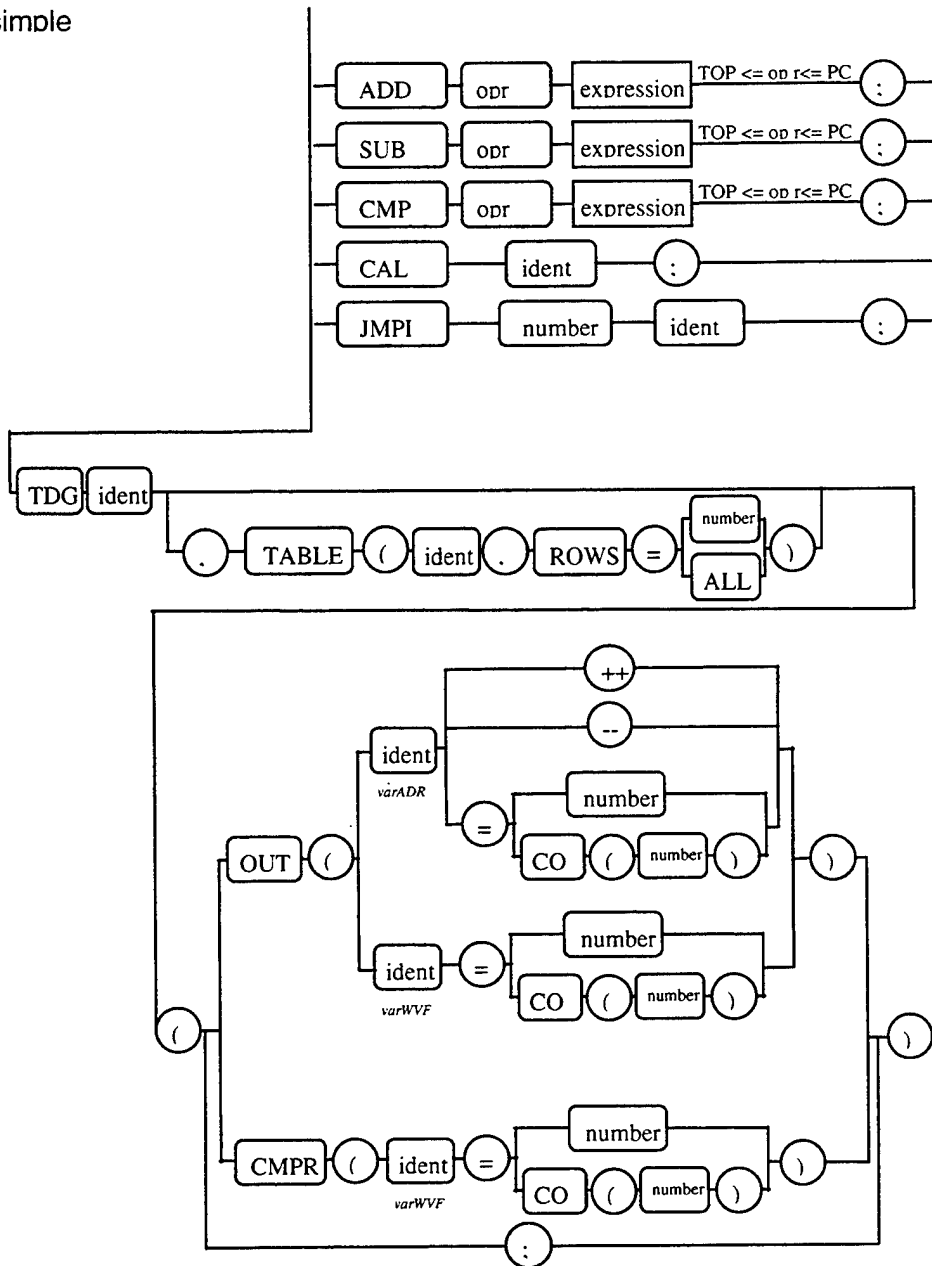 simple
ADD opr expression TOP <= op r<= PC ;
SUB opr expression TOP <= op r<= PC ;
CMP opr expression TOP <= op r<= PC ;
CAL ident ;
JMPI number ident ;
TDG ident
number
. TABLE ( ident . ROWS = )
ALL
++
--
ident
varADR
number
=
OUT ( CO ( number ) )
number
ident =
CO ( number )
varWVF
( )
number
CMPR ( ident = )
CO ( number )
varWVF
;